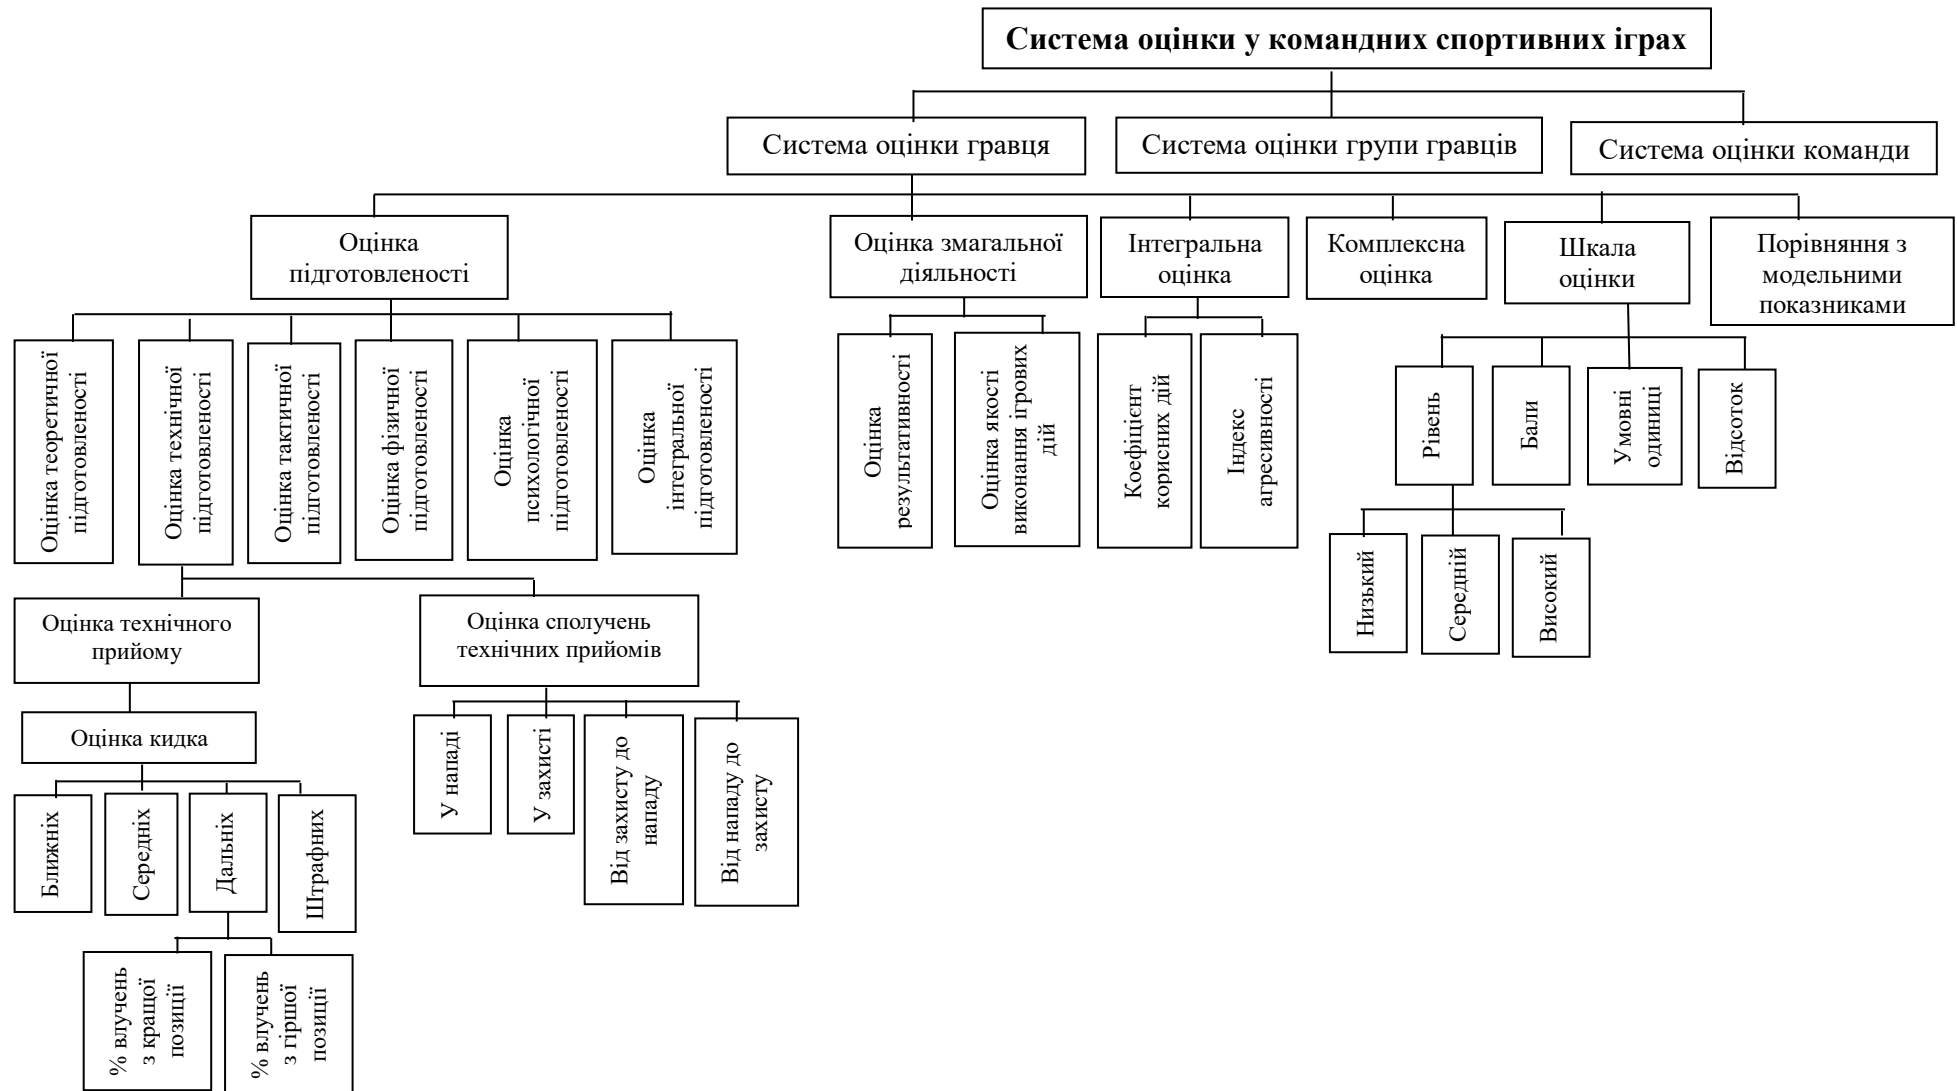 Система оцінки у командних спортивних іграх
Система оцінки гравця
Система оцінки групи гравців
Система оцінки команди
Оцінка
підготовленості
Оцінка змагальної
діяльності
Інтегральна
оцінка
Комплексна
оцінка
Шкала
оцінки
Порівняння з
модельними
показниками
Оцінка теоретичної
підготовленості
Оцінка технічної
підготовленості
Оцінка тактичної
підготовленості
Оцінка фізичної
підготовленості
Оцінка
психологічної
підготовленості
Оцінка
інтегральної
підготовленості
Оцінка
результативності
Оцінка якості
виконання ігрових
дій
Коефіцієнт
корисних дій
Індекс
агресивності
Рівень
Бали
Умовні
одиниці
Відсоток
Низький
Середній
Високий
Оцінка технічного
прийому
Оцінка сполучень
технічних прийомів
Оцінка кидка
У нападі
У захисті
Від захисту до
нападу
Від нападу до
захисту
Ближніх
Середніх
Дальніх
Штрафних
% влучень
з кращої
позиції
% влучень
з гіршої
позиції